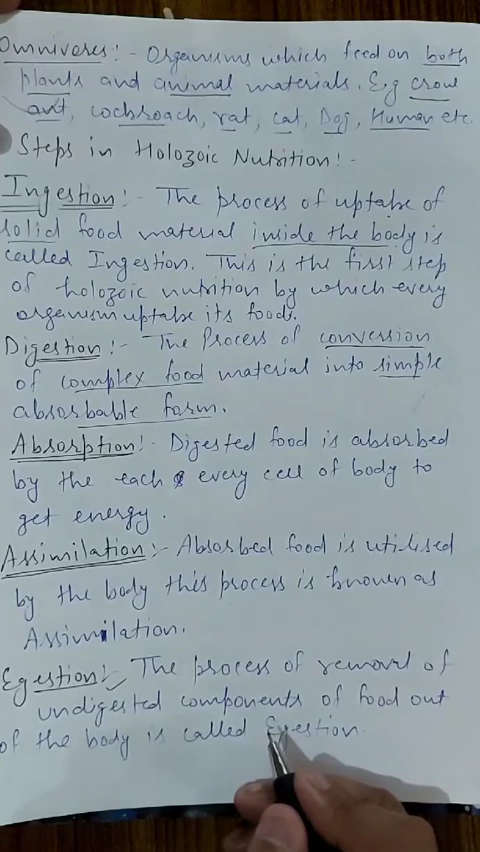 Omnivores:- Organisms which feed on both
plants and animal materials. E.g crow
ant, cochroach, rat, cat, Dog, Human etc.
Steps in Holozoic Nutrition!-
Ingestion:- The process of uptake of
solid food material inside the body is
called Ingestion. This is the first step
of holozoic nutrition by which every
organism uptake its food.
Digestion:- The Process of conversion
of complex food material into simple
absorbable form.
Absorption!- Digested food is absorbed
by the each & every cell of body to
get energy.
Assimilation:- Absorbed food is utilised
by the body this process is known as
Assimilation.
Egestion!- The process of removal of
undigested components of food out
of the body is called Egestion.